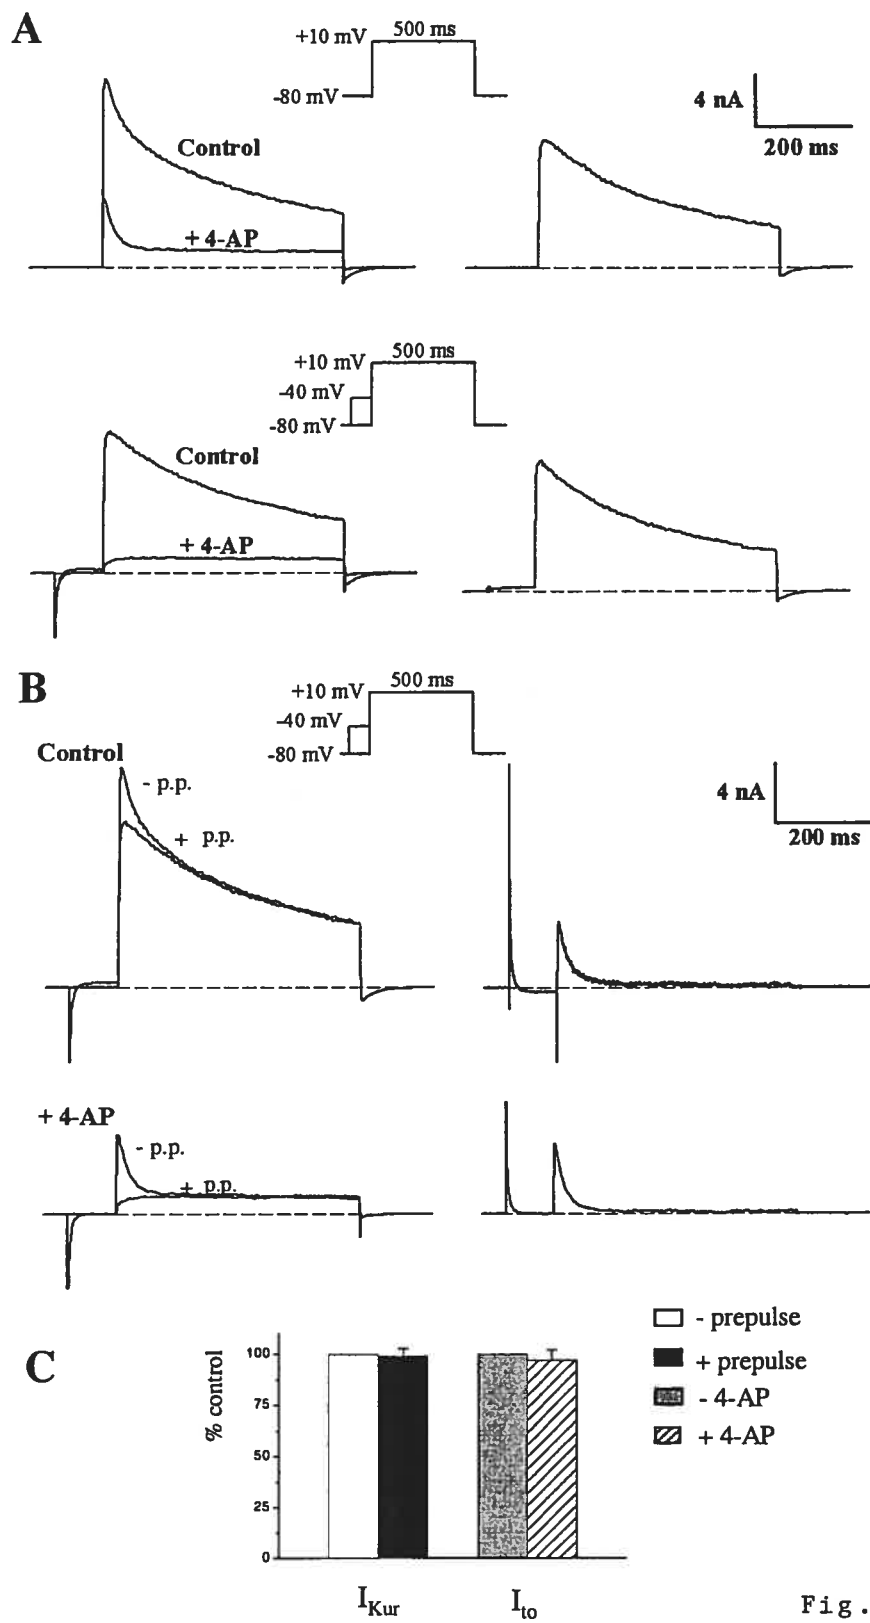 A
+10 mV
500 ms
-80 mV
4 nA
200 ms
Control
+ 4-AP
+10 mV
500 ms
-40 mV
-80 mV
Control
+ 4-AP
B
+10 mV
500 ms
-40 mV
-80 mV
Control
- p.p.
+ p.p.
4 nA
200 ms
+ 4-AP
- p.p.
+ p.p.
C
% control
100
75
50
25
0
- prepulse
+ prepulse
- 4-AP
+ 4-AP
IKur
Ito
Fig.